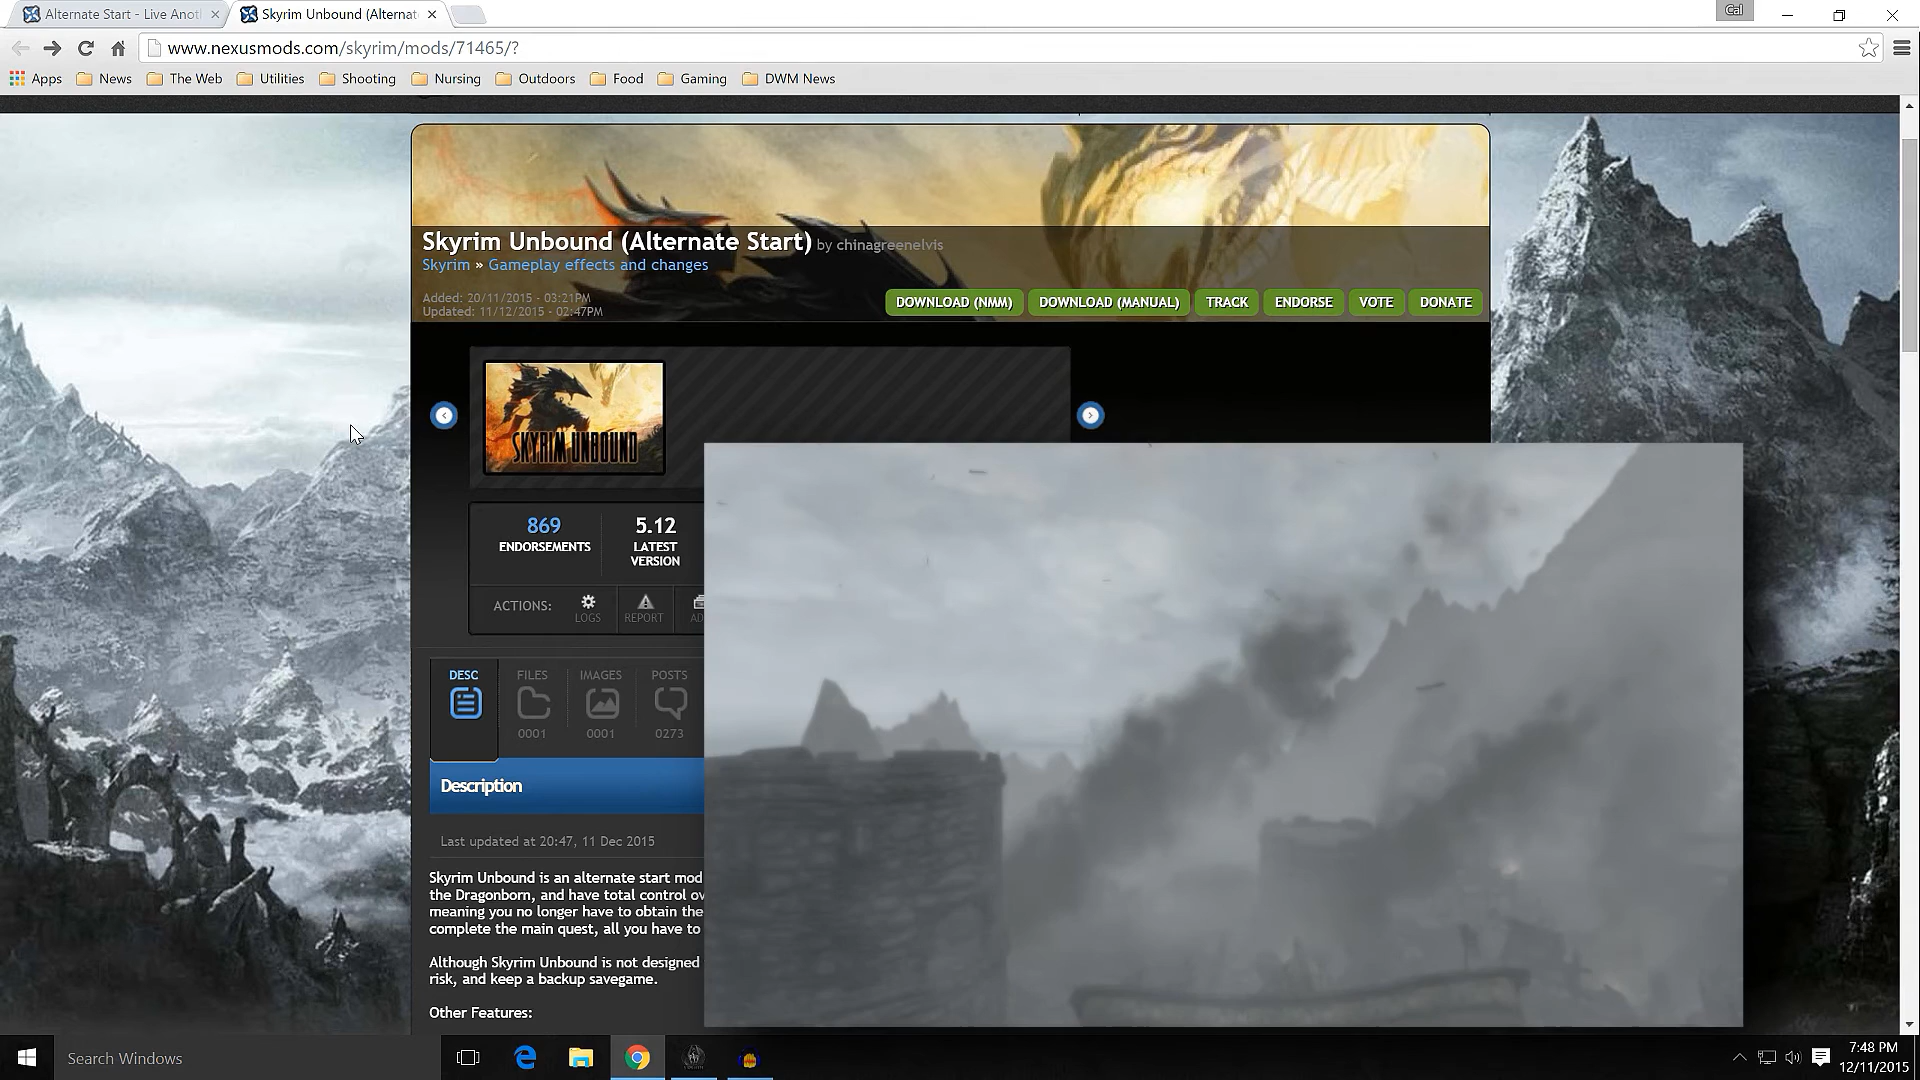 Alternate Start - Live Anot
Skyrim Unbound (Alternat
Cal
www.nexusmods.com/skyrim/mods/71465/?
Apps News The Web Utilities Shooting Nursing Outdoors Food Gaming DWM News
Skyrim Unbound (Alternate Start) by chinagreenelvis
Skyrim » Gameplay effects and changes
Added: 20/11/2015 - 03:21PM
Updated: 11/12/2015 - 02:47PM
DOWNLOAD (NMM) DOWNLOAD (MANUAL) TRACK ENDORSE VOTE DONATE
SKYRIM UNBOUND
869 5.12
ENDORSEMENTS LATEST
VERSION
ACTIONS: LOGS REPORT AD
DESC FILES IMAGES POSTS
0001 0001 0273
Description
Last updated at 20:47, 11 Dec 2015
Skyrim Unbound is an alternate start mod
the Dragonborn, and have total control ov
meaning you no longer have to obtain the
complete the main quest, all you have to
Although Skyrim Unbound is not designed
risk, and keep a backup savegame.
Other Features:
Search Windows
7:48 PM
12/11/2015